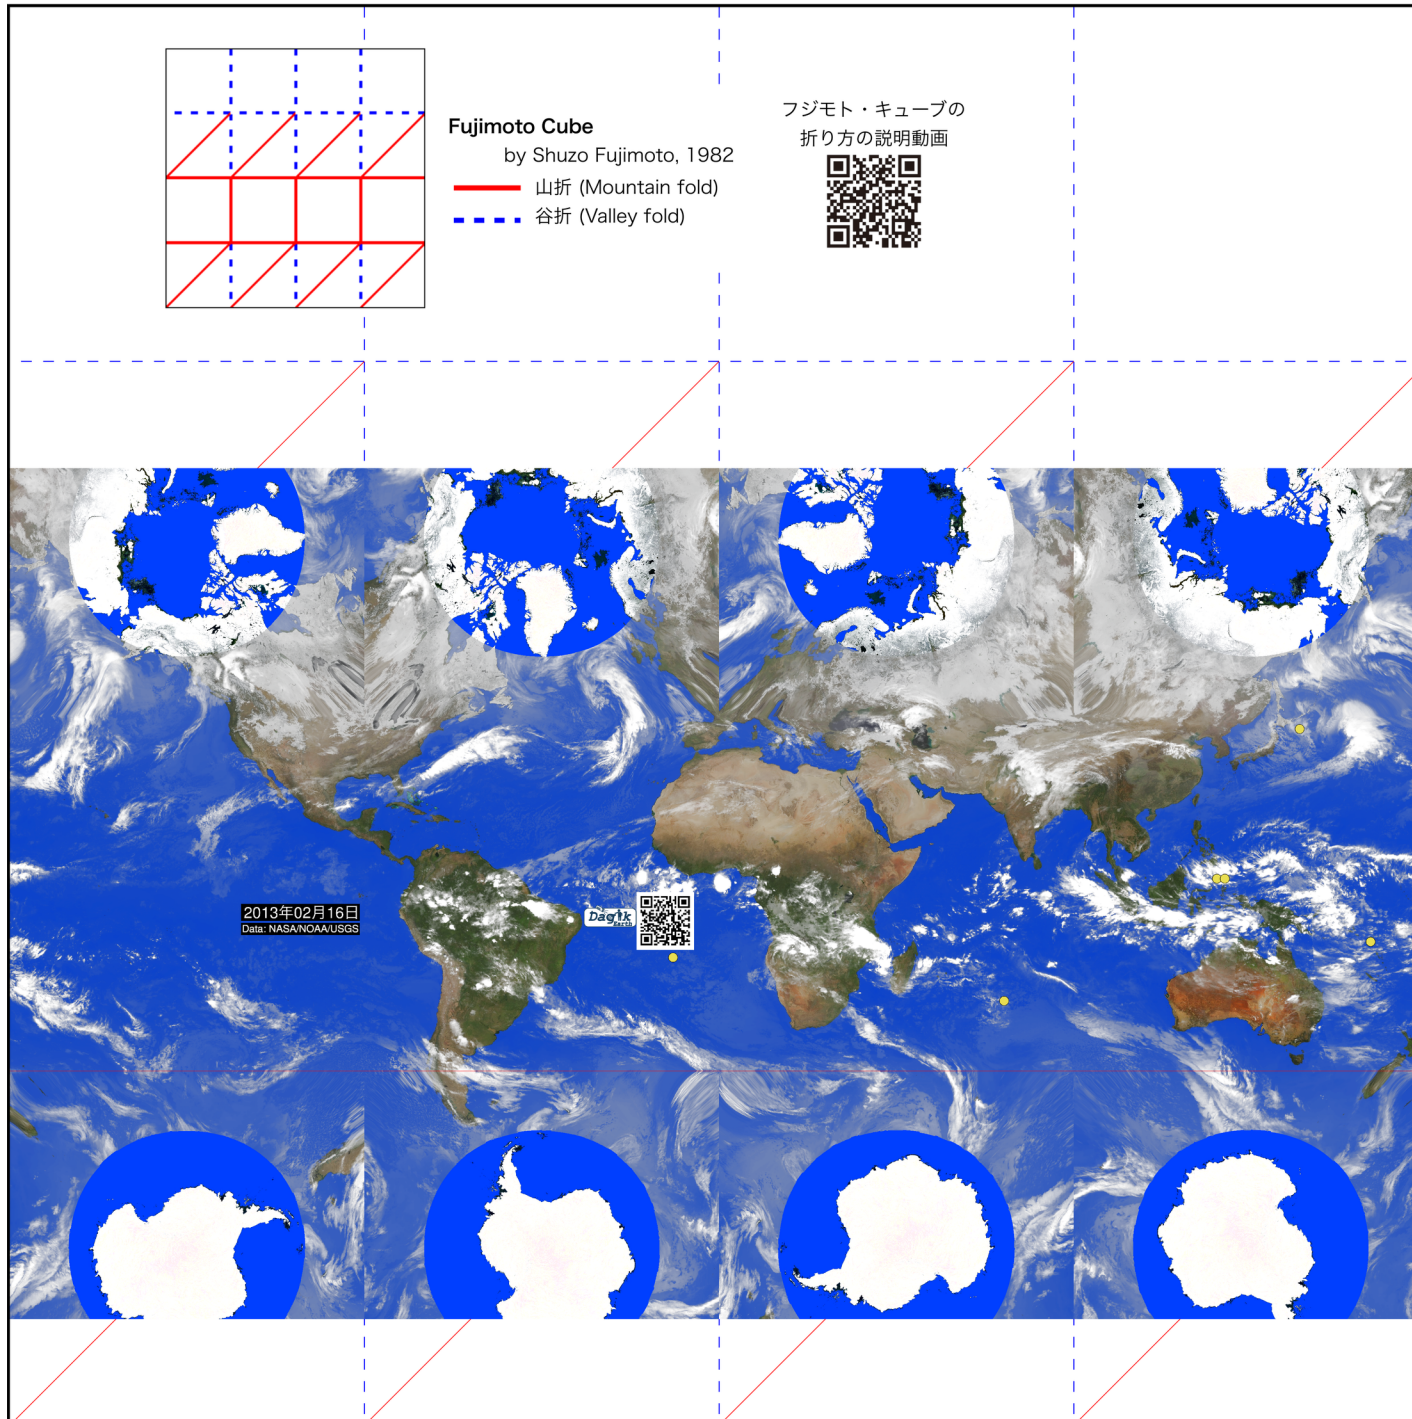 Fujimoto Cube
by Shuzo Fujimoto, 1982
山折 (Mountain fold)
谷折 (Valley fold)
フジモト・キューブの
折り方の説明動画
2013年02月16日
Data: NASA/NOAA/USGS
Dagik
Earth